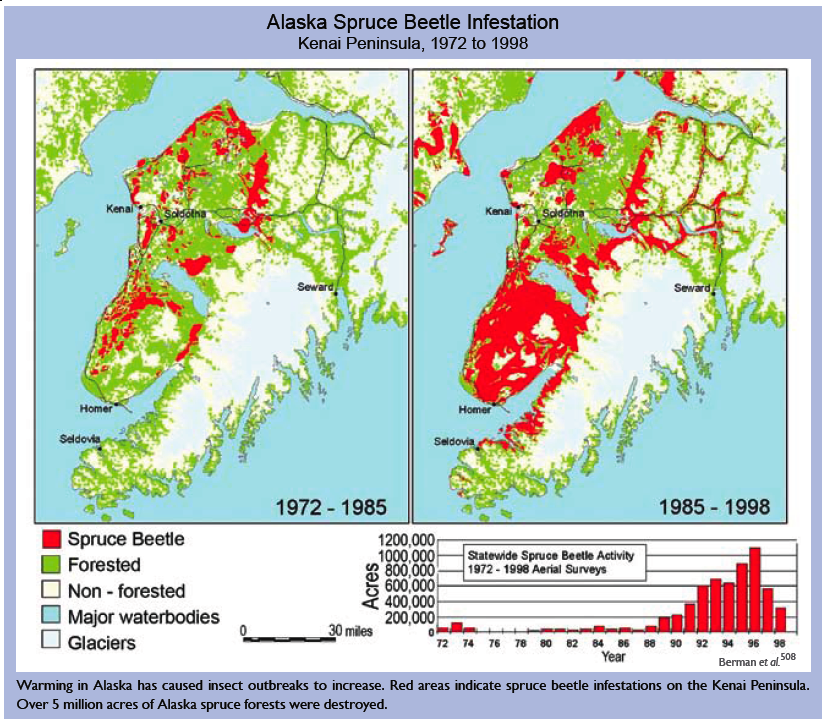 Alaska Spruce Beetle Infestation
Kenai Peninsula, 1972 to 1998
Kenai
Soldotna
Seward
Homer
Seldovia
1972 - 1985
Kenai
Soldotna
Seward
Homer
Seldovia
1985 - 1998
Spruce Beetle
Forested
Non - forested
Major waterbodies
Glaciers
0 30 miles
Acres
1200,000
1000,000
800,000
600,000
400,000
200,000
0
Statewide Spruce Beetle Activity
1972 - 1998 Aerial Surveys
72 74 76 78 80 82 84 86 88 90 92 94 96 98
Year
Berman et al.508
Warming in Alaska has caused insect outbreaks to increase. Red areas indicate spruce beetle infestations on the Kenai Peninsula.
Over 5 million acres of Alaska spruce forests were destroyed.